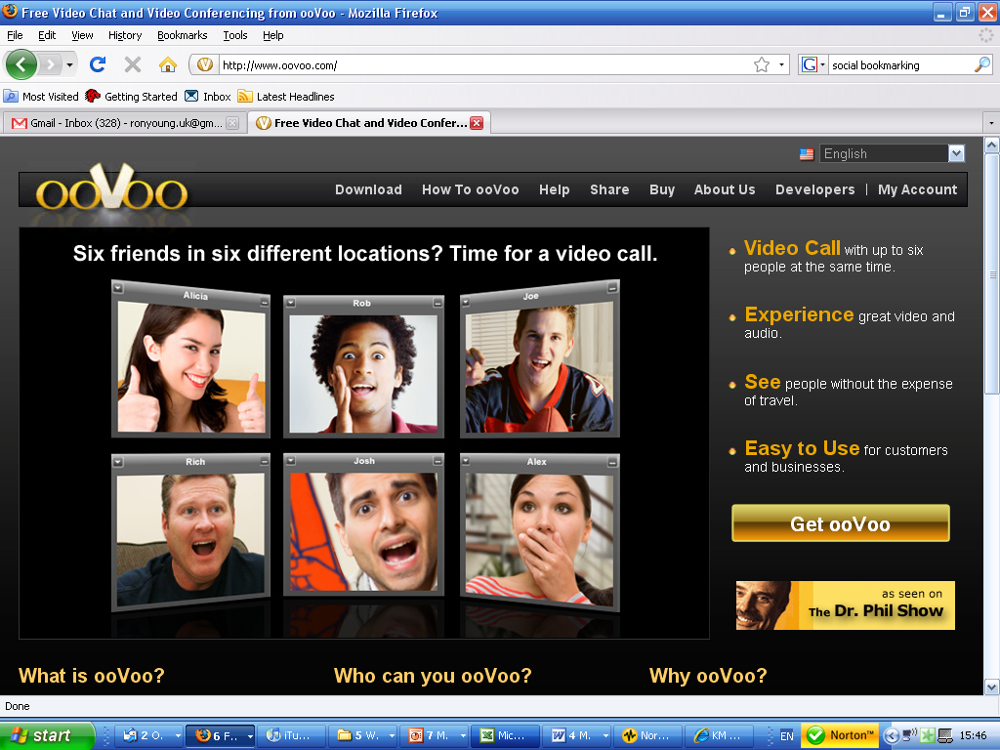 Free Video Chat and Video Conferencing from ooVoo - Mozilla Firefox
File Edit View History Bookmarks Tools Help
http://www.oovoo.com/
G
social bookmarking
Most Visited Getting Started Inbox Latest Headlines
Gmail - Inbox (328) - ronyoung.uk@gm...
Free Video Chat and Video Confer...
English
ooVoo
Download How To ooVoo Help Share Buy About Us Developers | My Account
Six friends in six different locations? Time for a video call.
Alicia
Rob
Joe
Rich
Josh
Alex
Video Call with up to six
people at the same time.
Experience great video and
audio.
See people without the expense
of travel.
Easy to Use for customers
and businesses.
Get ooVoo
as seen on
The Dr. Phil Show
What is ooVoo?
Who can you ooVoo?
Why ooVoo?
Done
start
2 O..
6 F..
iTu...
5 W..
7 M..
Mic...
4 M..
Nor...
KM ...
EN
Norton™
15:46